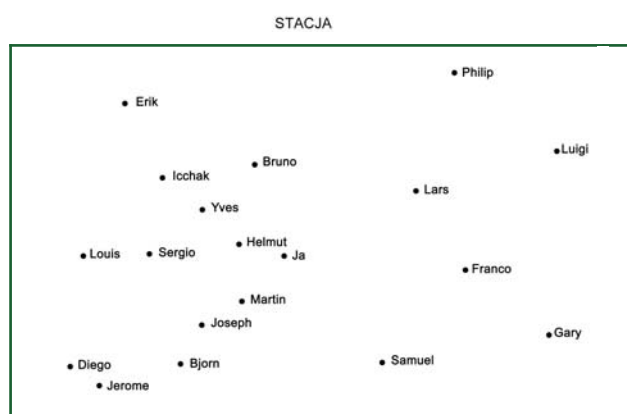 STACJA
Philip
Erik
Luigi
Bruno
Icchak
Lars
Yves
Helmut
Louis
Sergio
Ja
Franco
Martin
Joseph
Gary
Samuel
Diego
Bjorn
Jerome